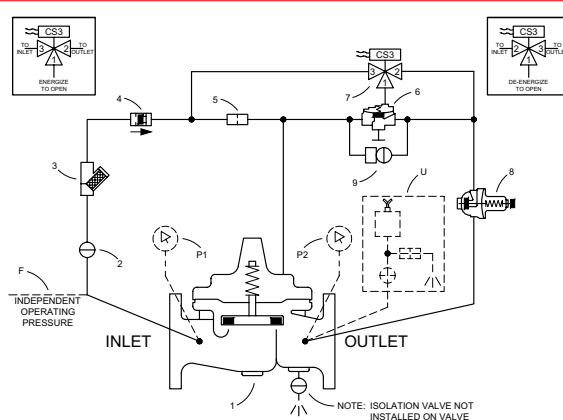 CS3
TO INLET
3
2
1
TO OUTLET
ENERGIZE
TO OPEN
CS3
TO INLET
2
3
1
TO OUTLET
DE-ENERGIZE
TO OPEN
CS3
3
2
1
7
6
4
5
9
U
8
3
P1
P2
2
F
INDEPENDENT
OPERATING
PRESSURE
INLET
OUTLET
1
NOTE: ISOLATION VALVE NOT
INSTALLED ON VALVE